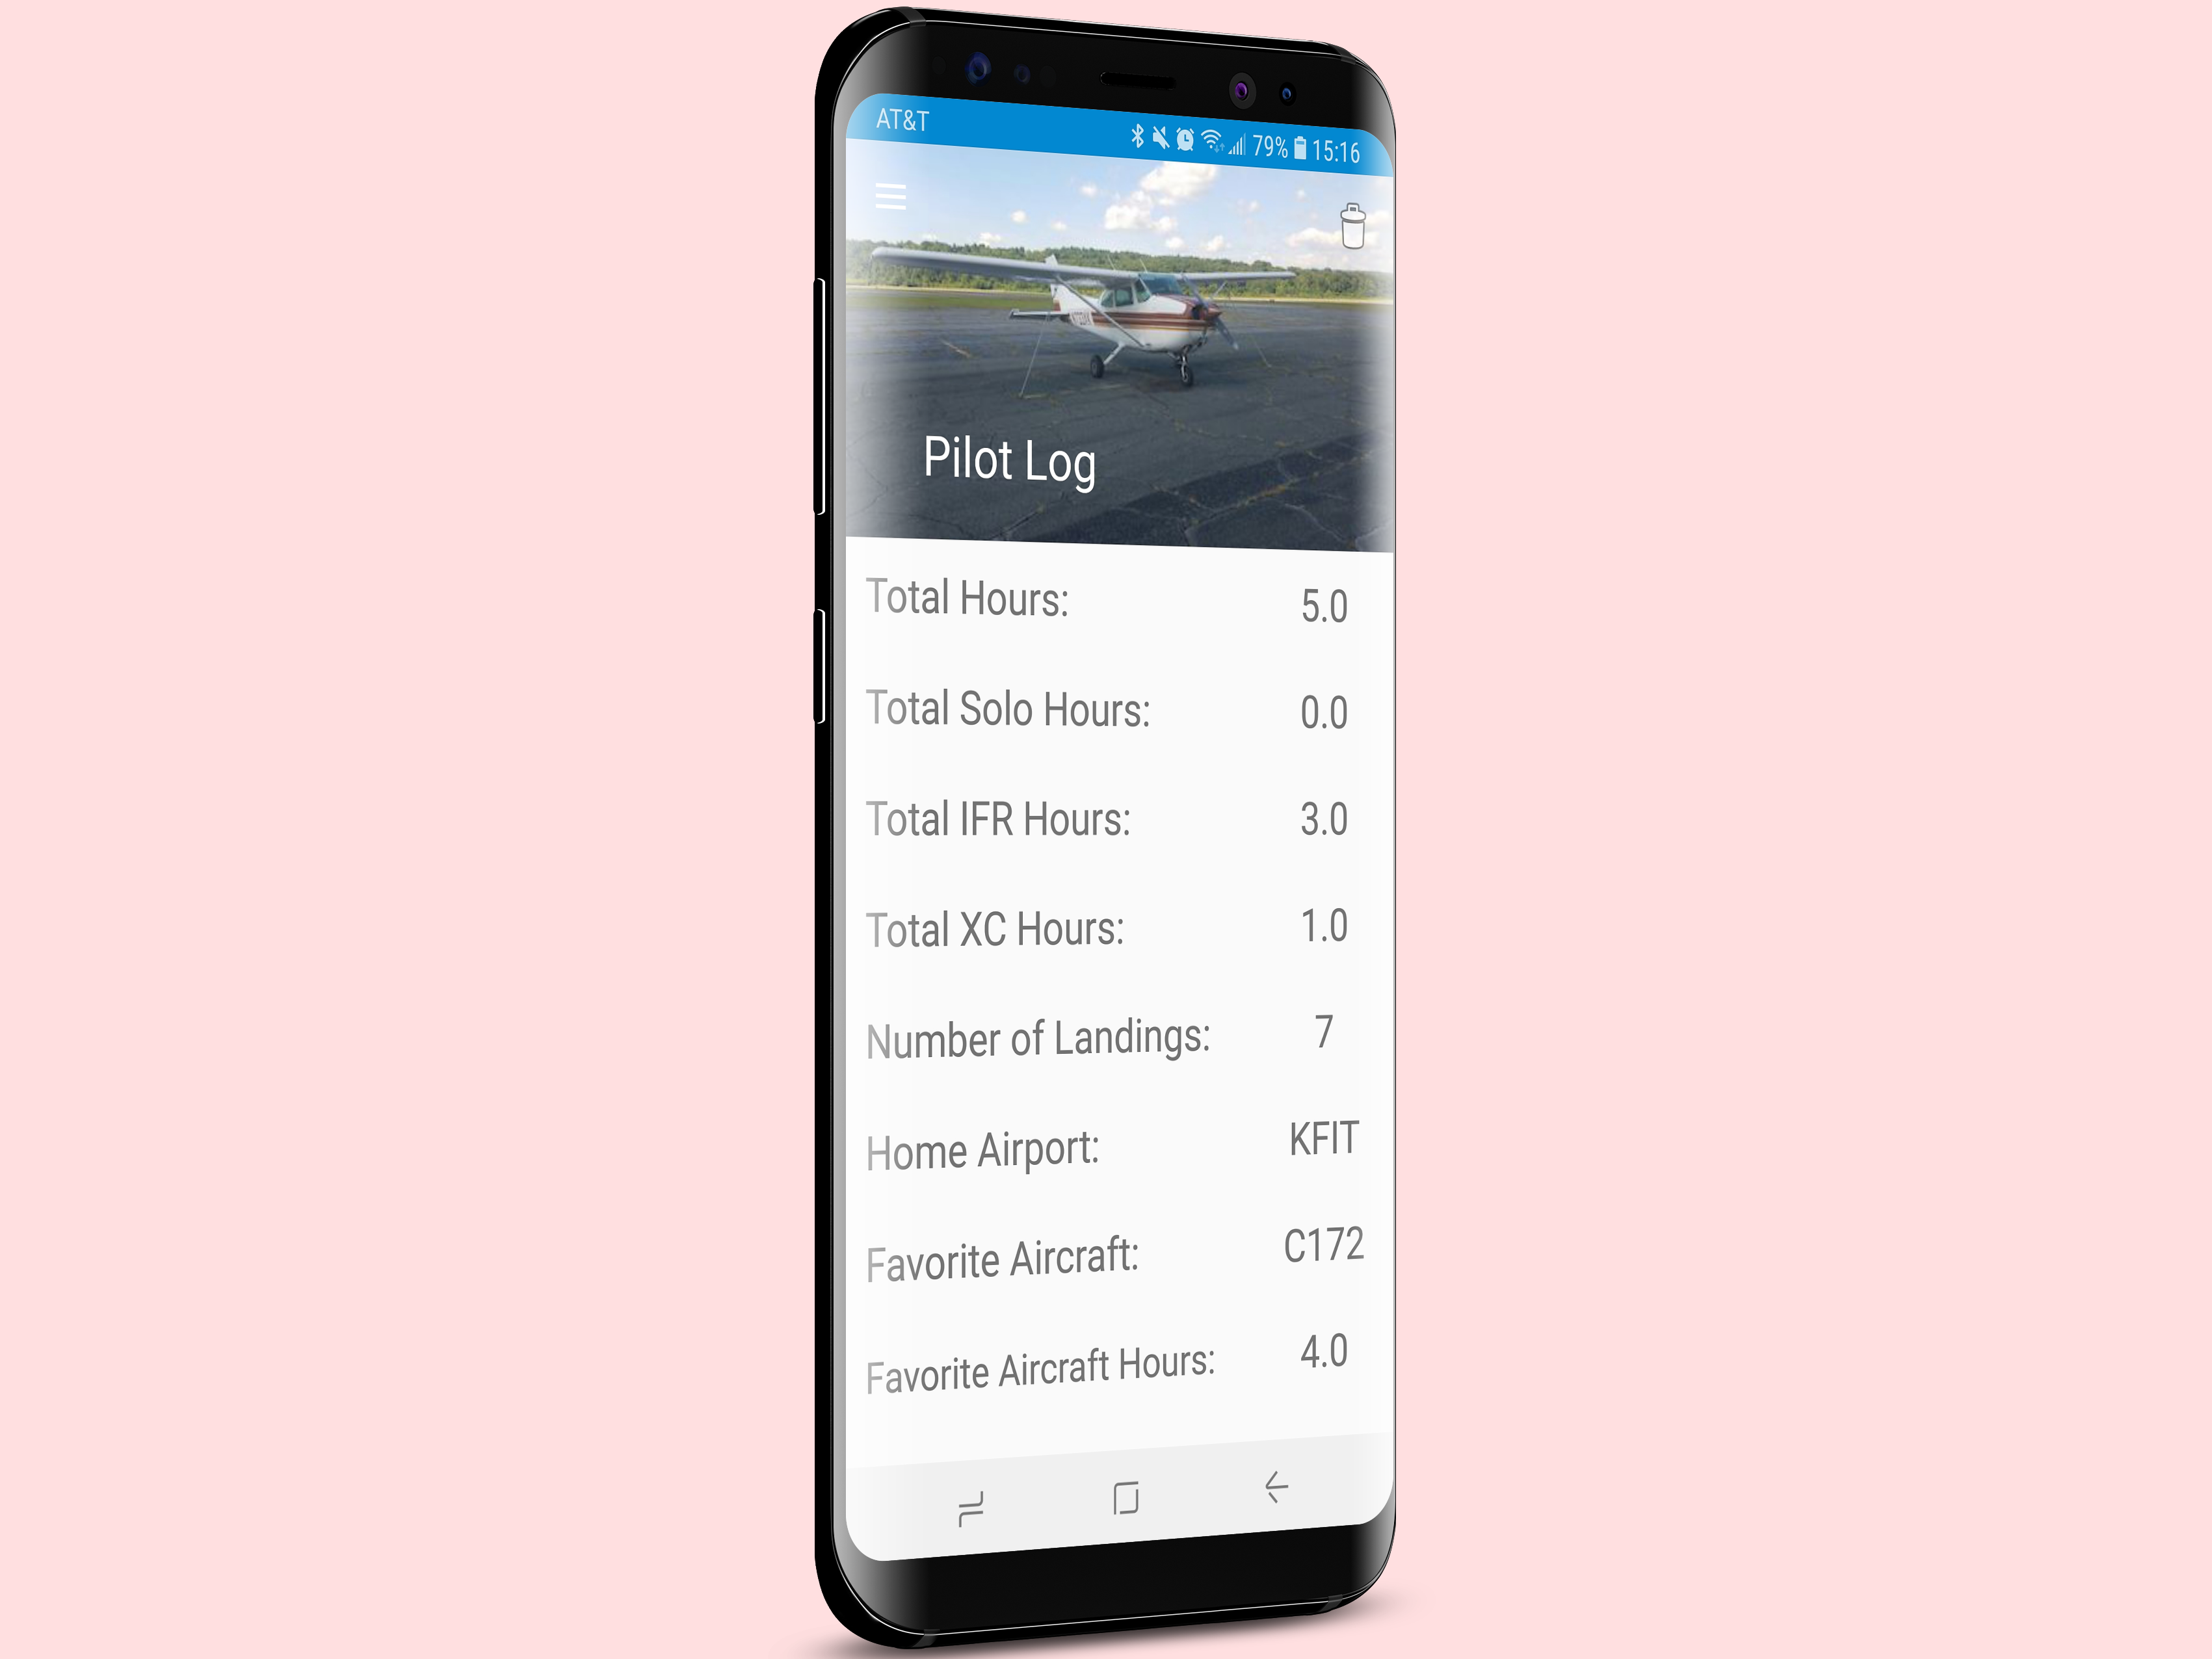 AT&T 79% 15:16
Pilot Log
Total Hours: 5.0
Total Solo Hours: 0.0
Total IFR Hours: 3.0
Total XC Hours: 1.0
Number of Landings: 7
Home Airport: KFIT
Favorite Aircraft: C172
Favorite Aircraft Hours: 4.0